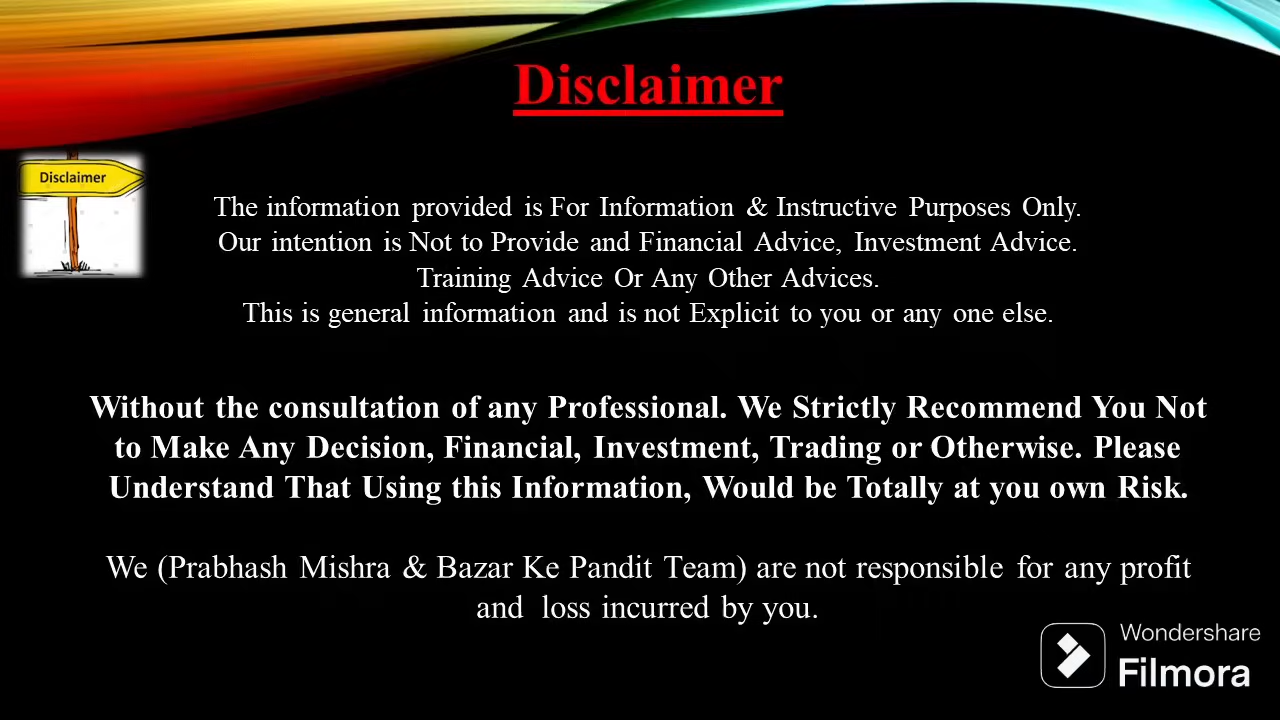 Disclaimer
Disclaimer
The information provided is For Information & Instructive Purposes Only.
Our intention is Not to Provide and Financial Advice, Investment Advice.
Training Advice Or Any Other Advices.
This is general information and is not Explicit to you or any one else.
Without the consultation of any Professional. We Strictly Recommend You Not
to Make Any Decision, Financial, Investment, Trading or Otherwise. Please
Understand That Using this Information, Would be Totally at you own Risk.
We (Prabhash Mishra & Bazar Ke Pandit Team) are not responsible for any profit
and loss incurred by you.
Wondershare
Filmora